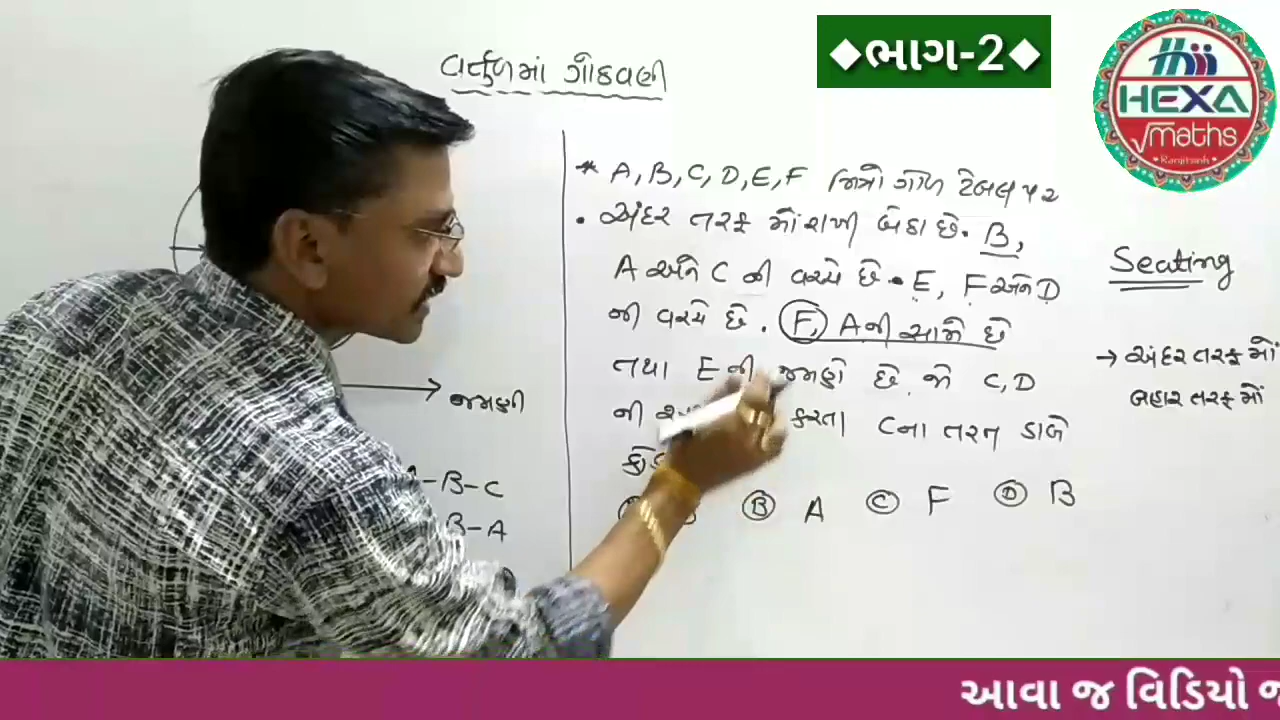 ◆ભાગ-2◆
HEXA
√maths
• Ranjitsinh •
વર્તુળમાં ગોઠવણી
* A, B, C, D, E, F મિત્રો ગોળ ટેબલ પર
• અંદર તરફ મોં રાખી બેઠા છે. B,
A અને C ની વચ્ચે છે. E, F અને D
ની વચ્ચે છે. F, A ની સામે છે
તથા E ની જમણે છે જો C, D
ની કરતા C ના તરત ડાબે
Ⓑ A Ⓒ F Ⓓ B
Seating
→ અંદર તરફ મોં
બહાર તરફ મોં
જમણી
-B-C
B-A
આવા જ વિડિયો